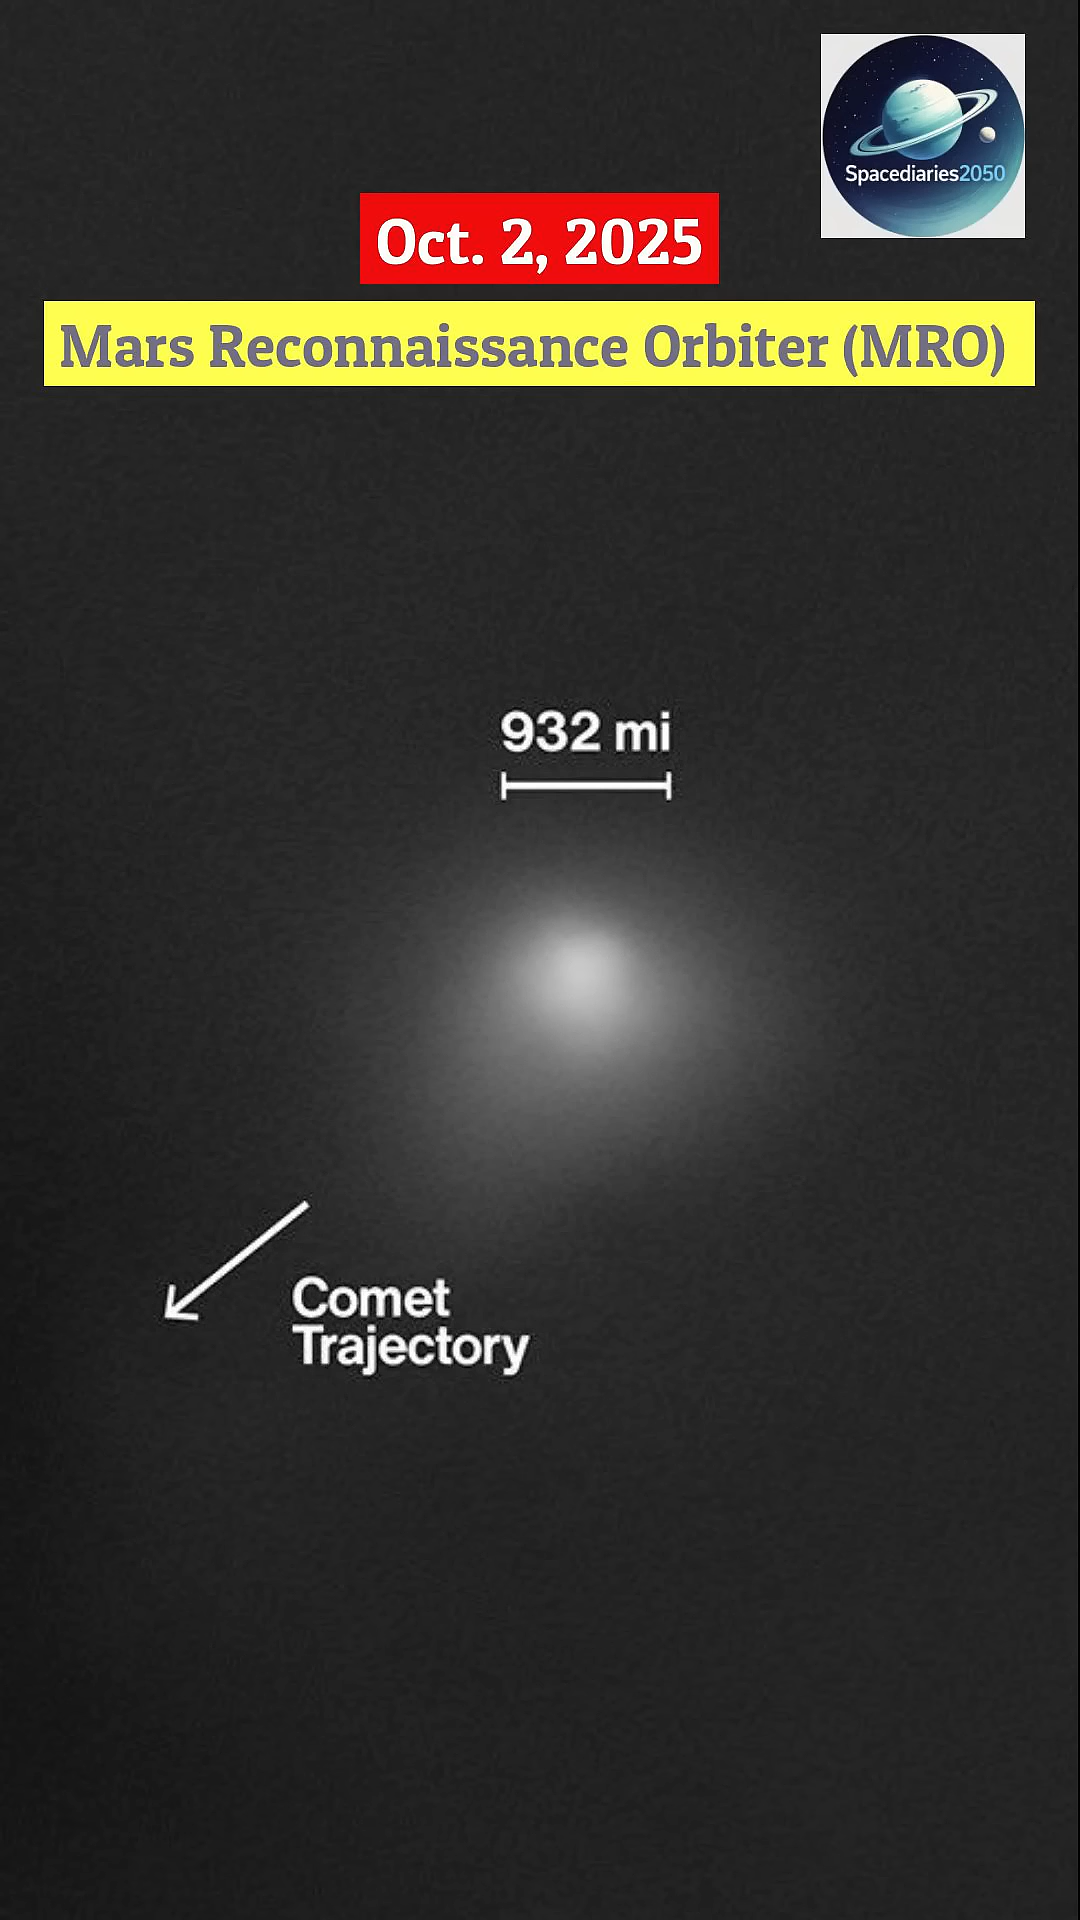 Spacediaries2050
Oct. 2, 2025
Mars Reconnaissance Orbiter (MRO)
932 mi
Comet
Trajectory